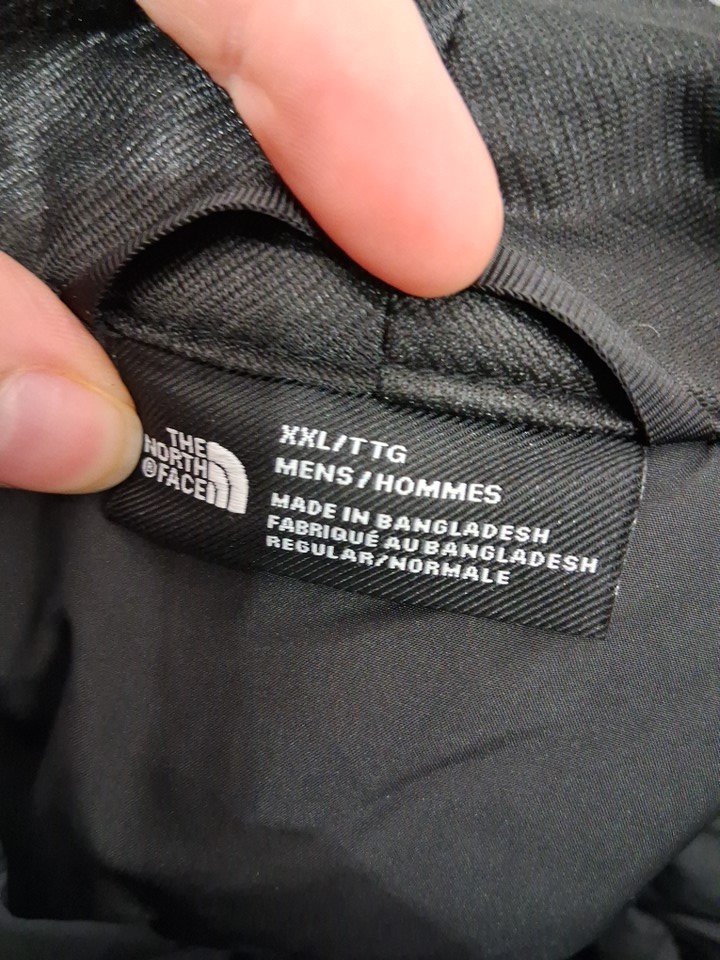 THE
NORTH
®FACE
XXL/TTG
MENS/HOMMES
MADE IN BANGLADESH
FABRIQUÉ AU BANGLADESH
REGULAR/NORMALE